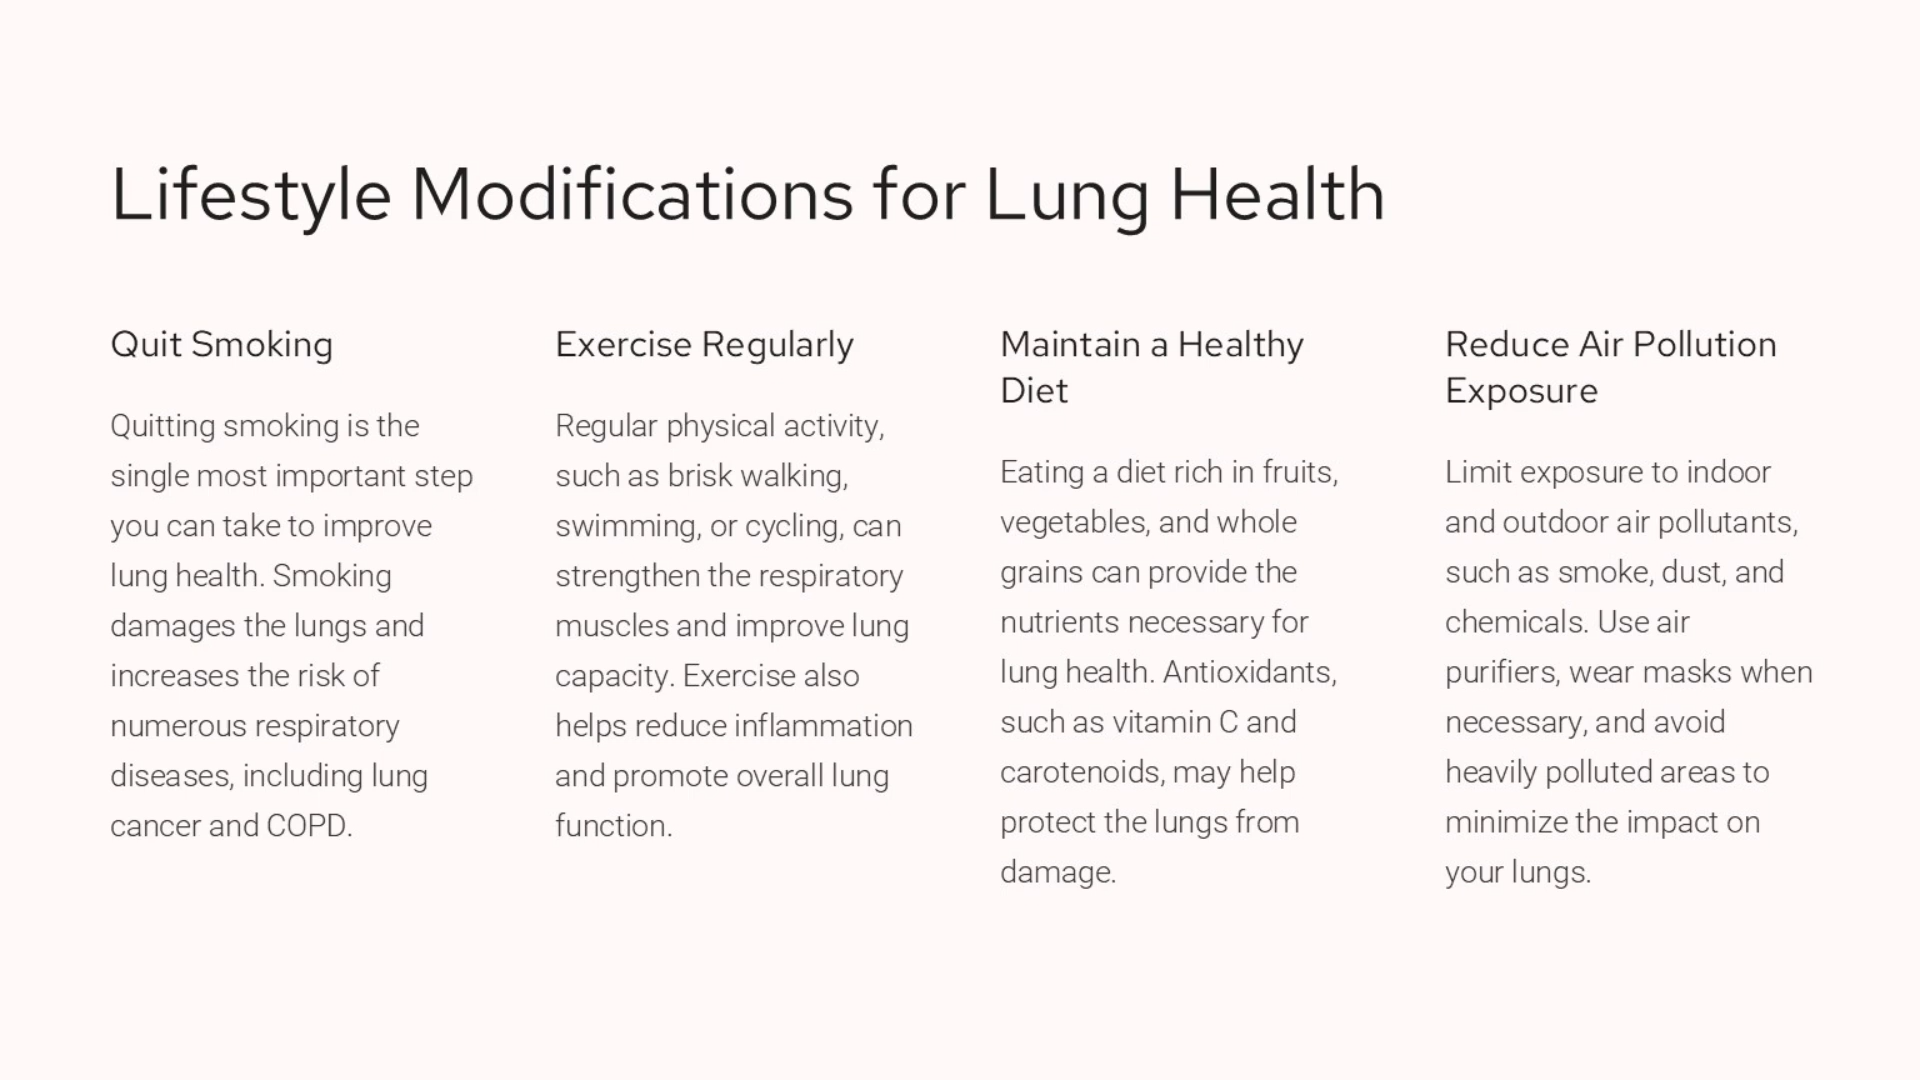 Lifestyle Modifications for Lung Health
Quit Smoking
Quitting smoking is the
single most important step
you can take to improve
lung health. Smoking
damages the lungs and
increases the risk of
numerous respiratory
diseases, including lung
cancer and COPD.
Exercise Regularly
Regular physical activity,
such as brisk walking,
swimming, or cycling, can
strengthen the respiratory
muscles and improve lung
capacity. Exercise also
helps reduce inflammation
and promote overall lung
function.
Maintain a Healthy
Diet
Eating a diet rich in fruits,
vegetables, and whole
grains can provide the
nutrients necessary for
lung health. Antioxidants,
such as vitamin C and
carotenoids, may help
protect the lungs from
damage.
Reduce Air Pollution
Exposure
Limit exposure to indoor
and outdoor air pollutants,
such as smoke, dust, and
chemicals. Use air
purifiers, wear masks when
necessary, and avoid
heavily polluted areas to
minimize the impact on
your lungs.